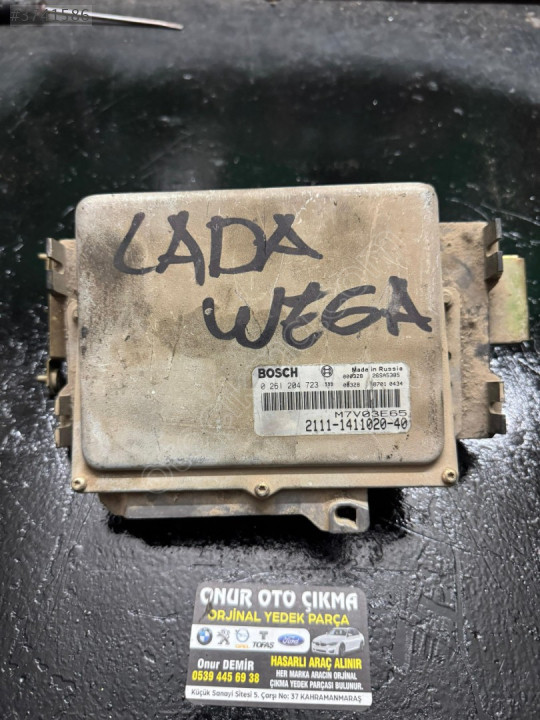 LADA
WEGA
BOSCH Made in Russia
0 261 204 723
M7V03E65
2111-1411020-40
ONUR OTO ÇIKMA
ORJİNAL YEDEK PARÇA
TOFAŞ Ford
Onur DEMİR
0539 445 69 38
HASARLI ARAÇ ALINIR
HER MARKA ARACIN ORJİNAL
ÇIKMA YEDEK PARÇASI BULUNUR.
Küçük Sanayi Sitesi 5. Çarşı No: 37 KAHRAMANMARAŞ